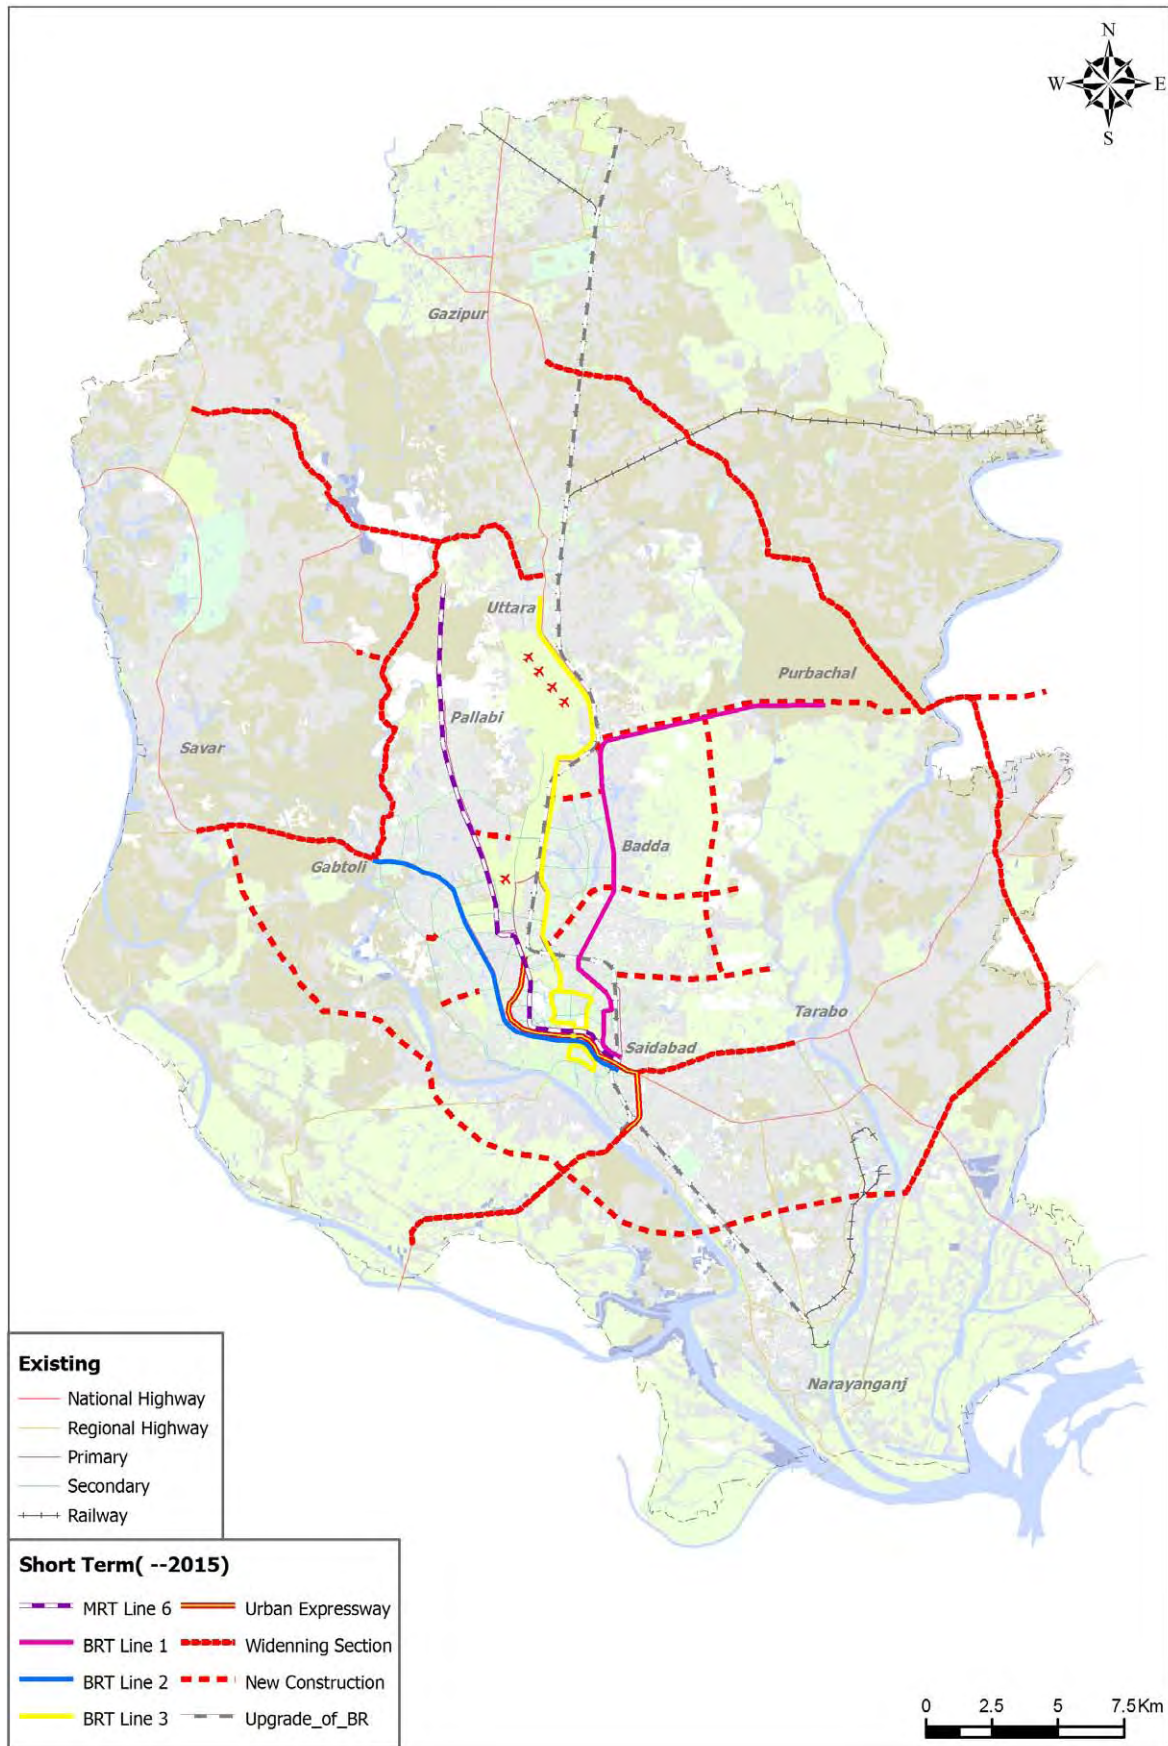 N
W E
S
Gazipur
Uttara
Purbachal
Pallabi
Savar
Badda
Gabtoli
Tarabo
Saidabad
Narayanganj
Existing
National Highway
Regional Highway
Primary
Secondary
Railway
Short Term( --2015)
MRT Line 6
Urban Expressway
BRT Line 1
Widenning Section
BRT Line 2
New Construction
BRT Line 3
Upgrade_of_BR
0 2.5 5 7.5Km